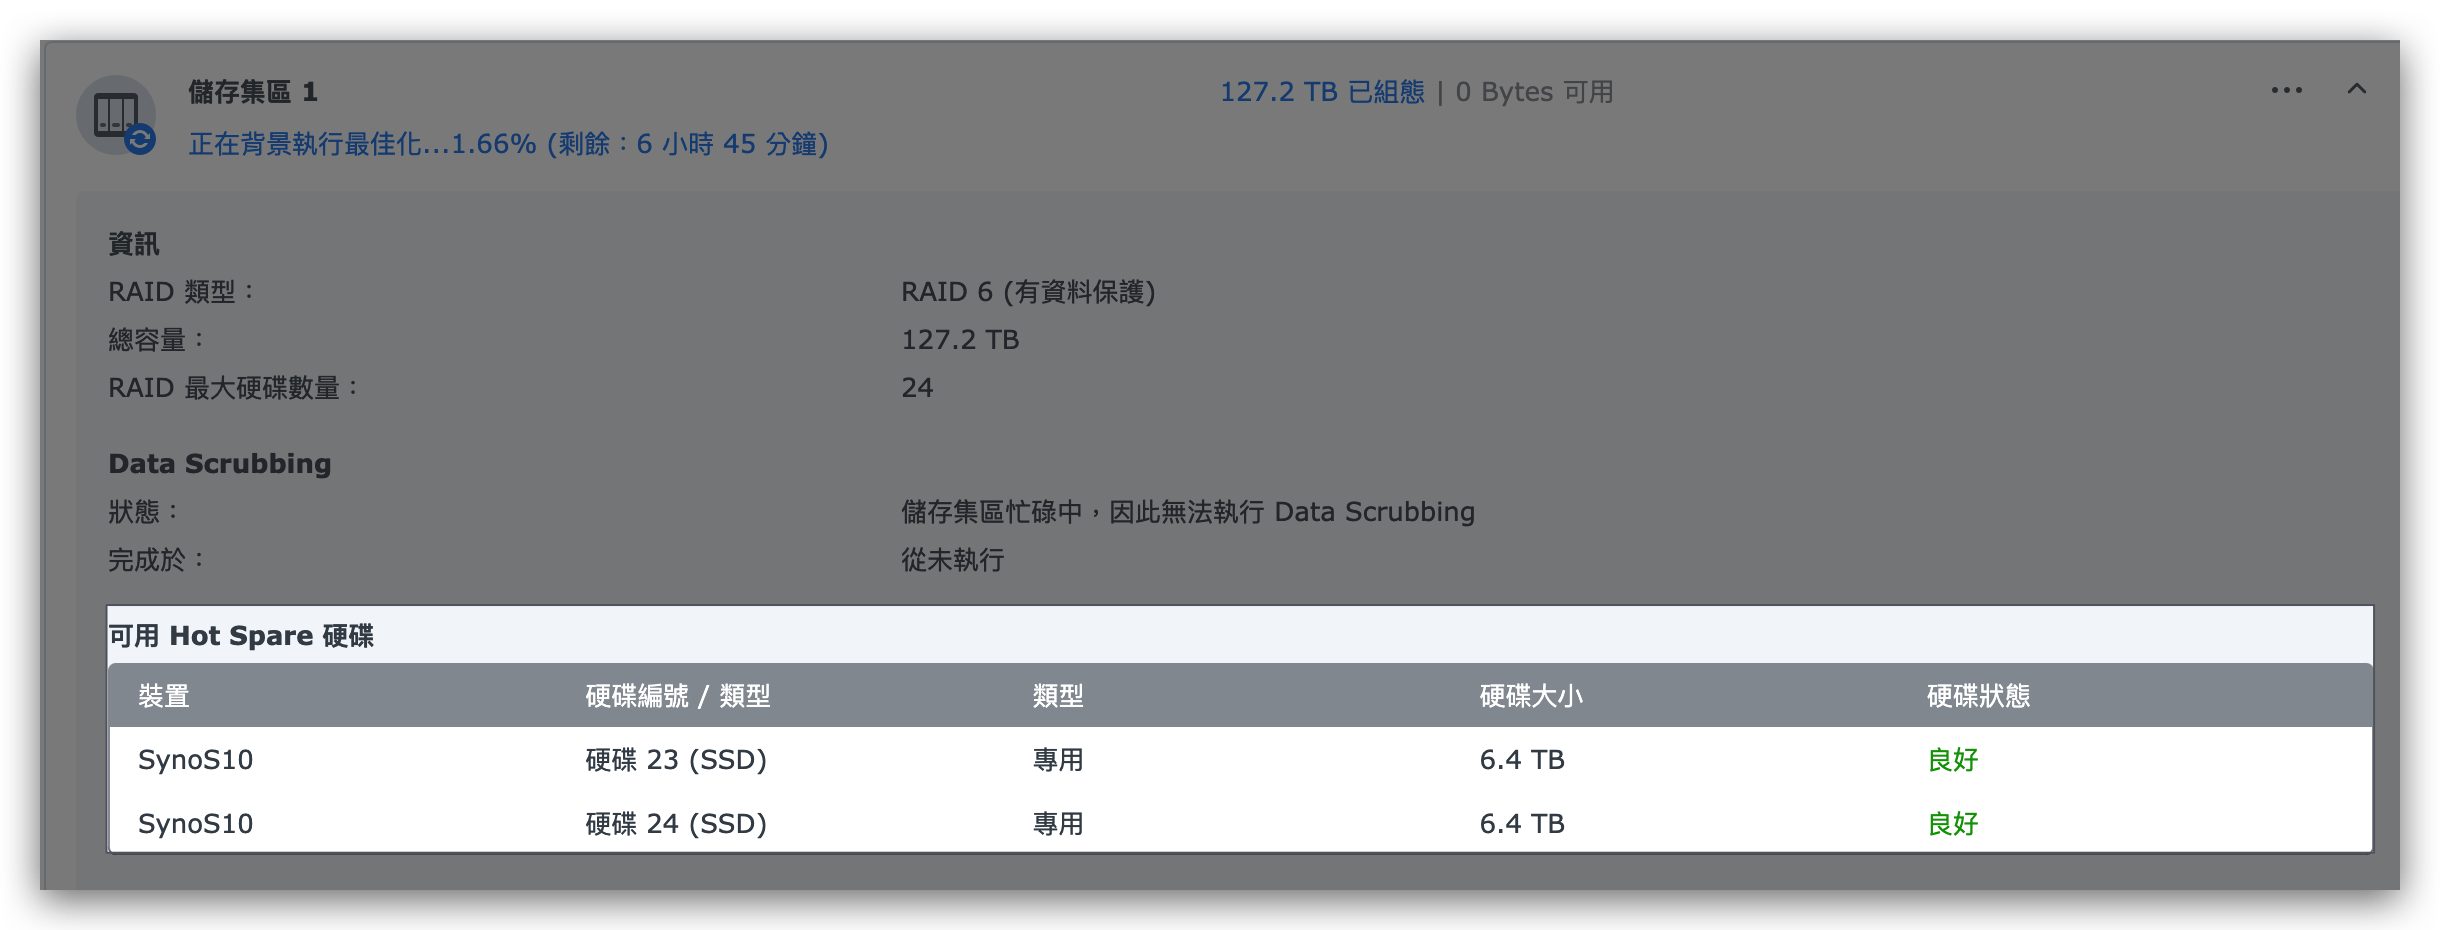 儲存集區 1
127.2 TB 已組態 | 0 Bytes 可用
正在背景執行最佳化...1.66% (剩餘：6 小時 45 分鐘)
資訊
RAID 類型： RAID 6 (有資料保護)
總容量： 127.2 TB
RAID 最大硬碟數量： 24
Data Scrubbing
狀態： 儲存集區忙碌中，因此無法執行 Data Scrubbing
完成於： 從未執行
可用 Hot Spare 硬碟
裝置 硬碟編號 / 類型 類型 硬碟大小 硬碟狀態
SynoS10 硬碟 23 (SSD) 專用 6.4 TB 良好
SynoS10 硬碟 24 (SSD) 專用 6.4 TB 良好